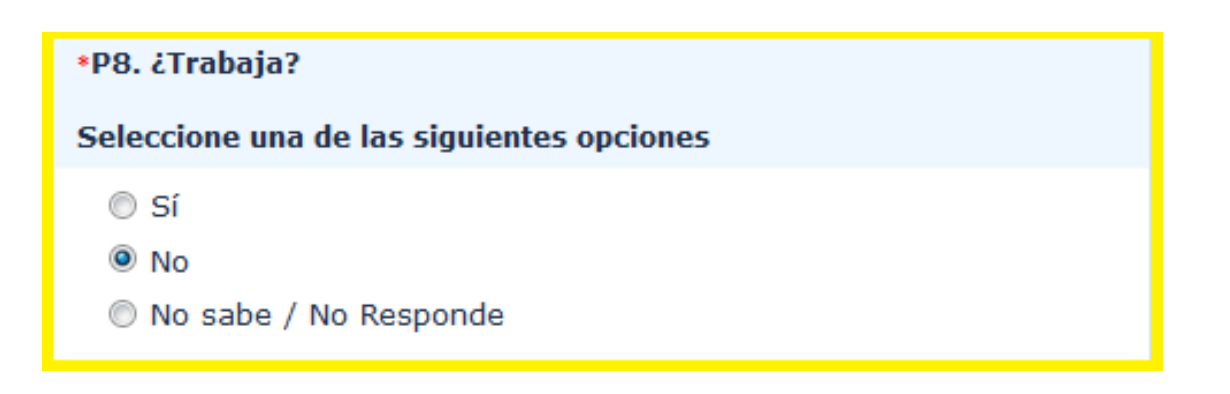 *P8. ¿Trabaja?
Seleccione una de las siguientes opciones
Sí
No
No sabe / No Responde